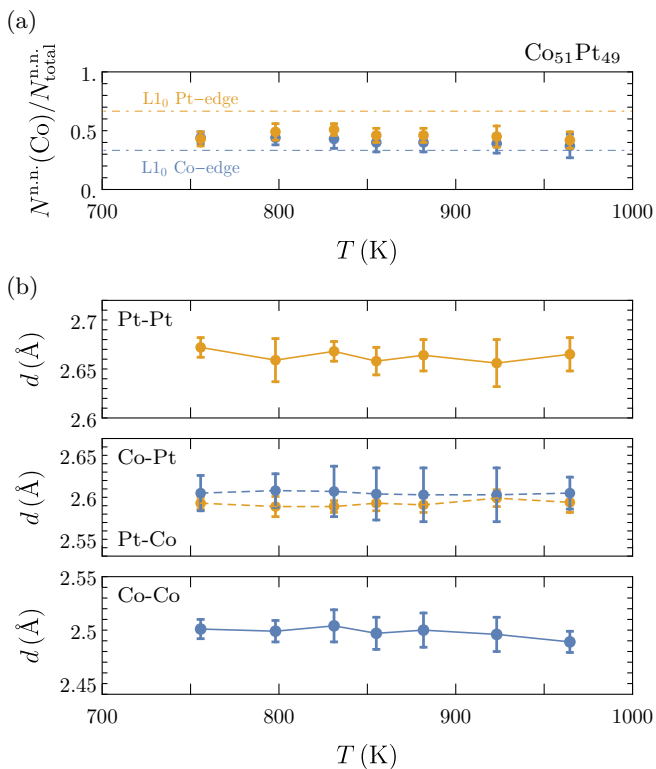 (a)
Co51Pt49
N^n.n.(Co)/N^n.n._total
1.
0.5
0.
L1₀ Pt−edge
L1₀ Co−edge
700 800 900 1000
T (K)
(b)
Pt-Pt
d (Å)
2.7
2.65
2.6
Co-Pt
Pt-Co
d (Å)
2.65
2.6
2.55
Co-Co
d (Å)
2.55
2.5
2.45
700 800 900 1000
T (K)